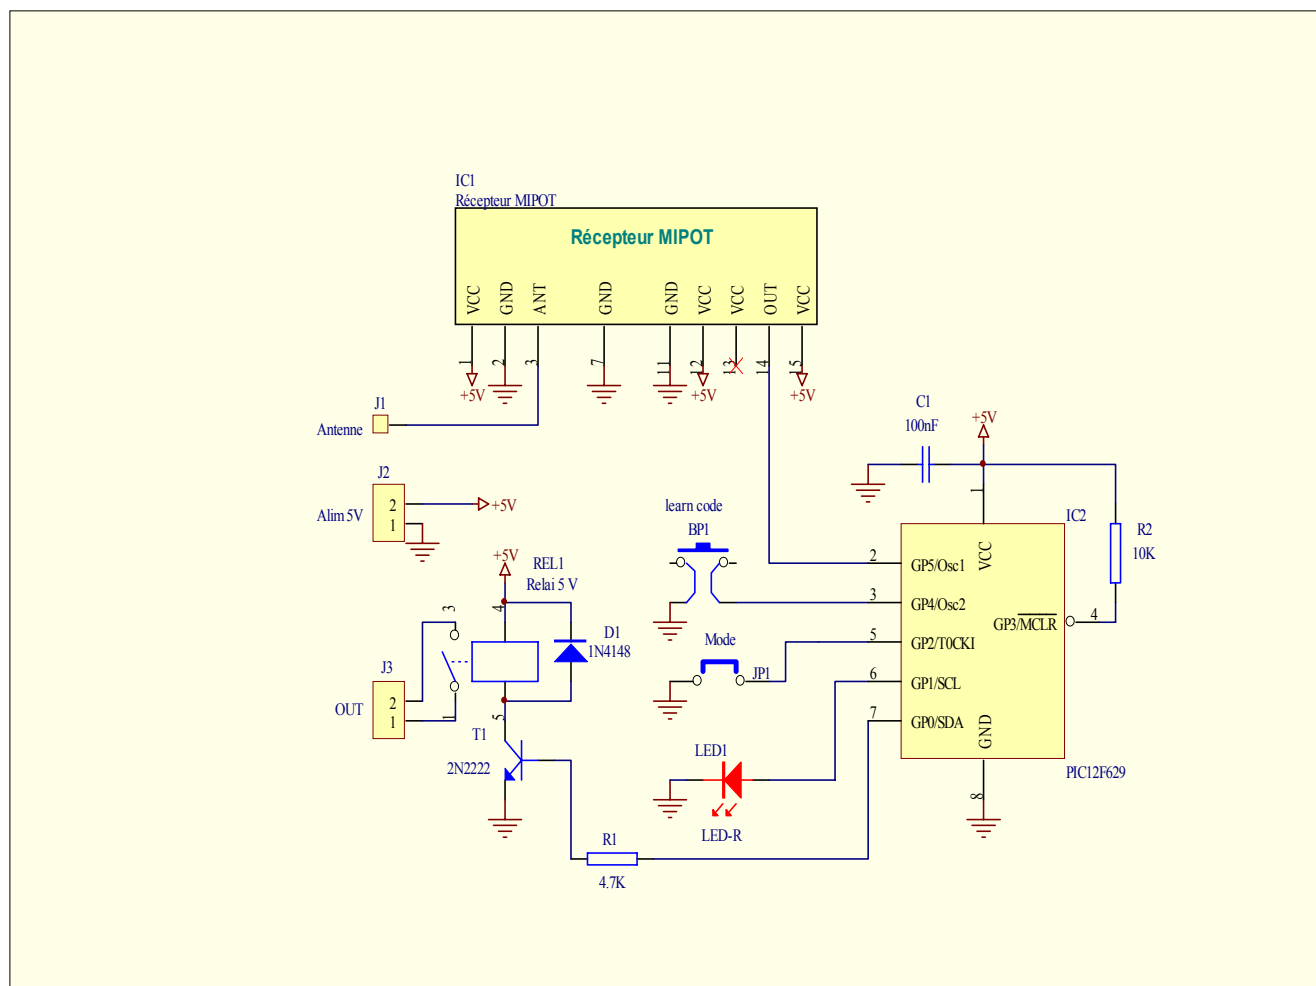 IC1
Récepteur MIPOT
Récepteur MIPOT
VCC
GND
ANT
GND
GND
VCC
VCC
OUT
VCC
1
2
3
7
11
12
13
14
15
+5V
+5V
+5V
J1
Antenne
J2
2
1
Alim 5V
+5V
C1
100nF
+5V
learn code
BP1
1
IC2
VCC
R2
10K
2
GP5/Osc1
3
GP4/Osc2
GP3/MCLR
4
5
GP2/T0CKI
6
GP1/SCL
7
GP0/SDA
GND
8
PIC12F629
Mode
JP1
+5V
REL1
Relai 5 V
3
4
D1
1N4148
J3
2
1
OUT
1
5
T1
2N2222
LED1
LED-R
R1
4.7K